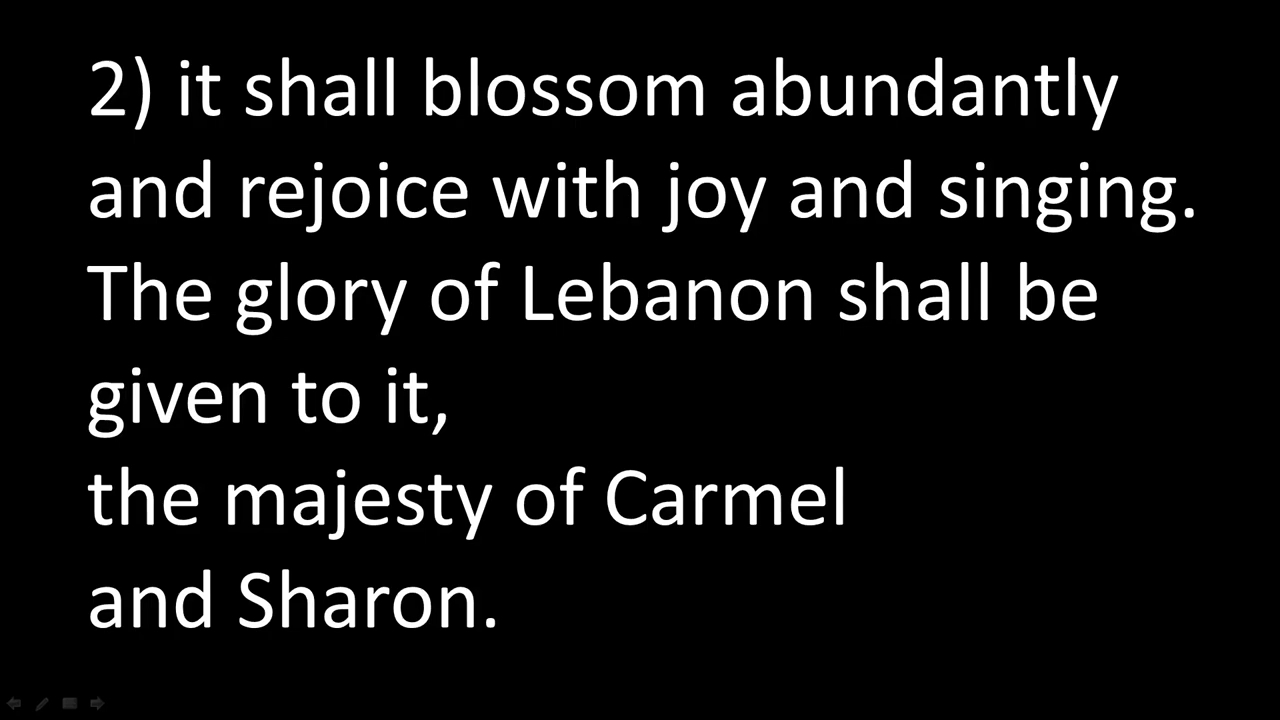 2) it shall blossom abundantly
and rejoice with joy and singing.
The glory of Lebanon shall be
given to it,
the majesty of Carmel
and Sharon.